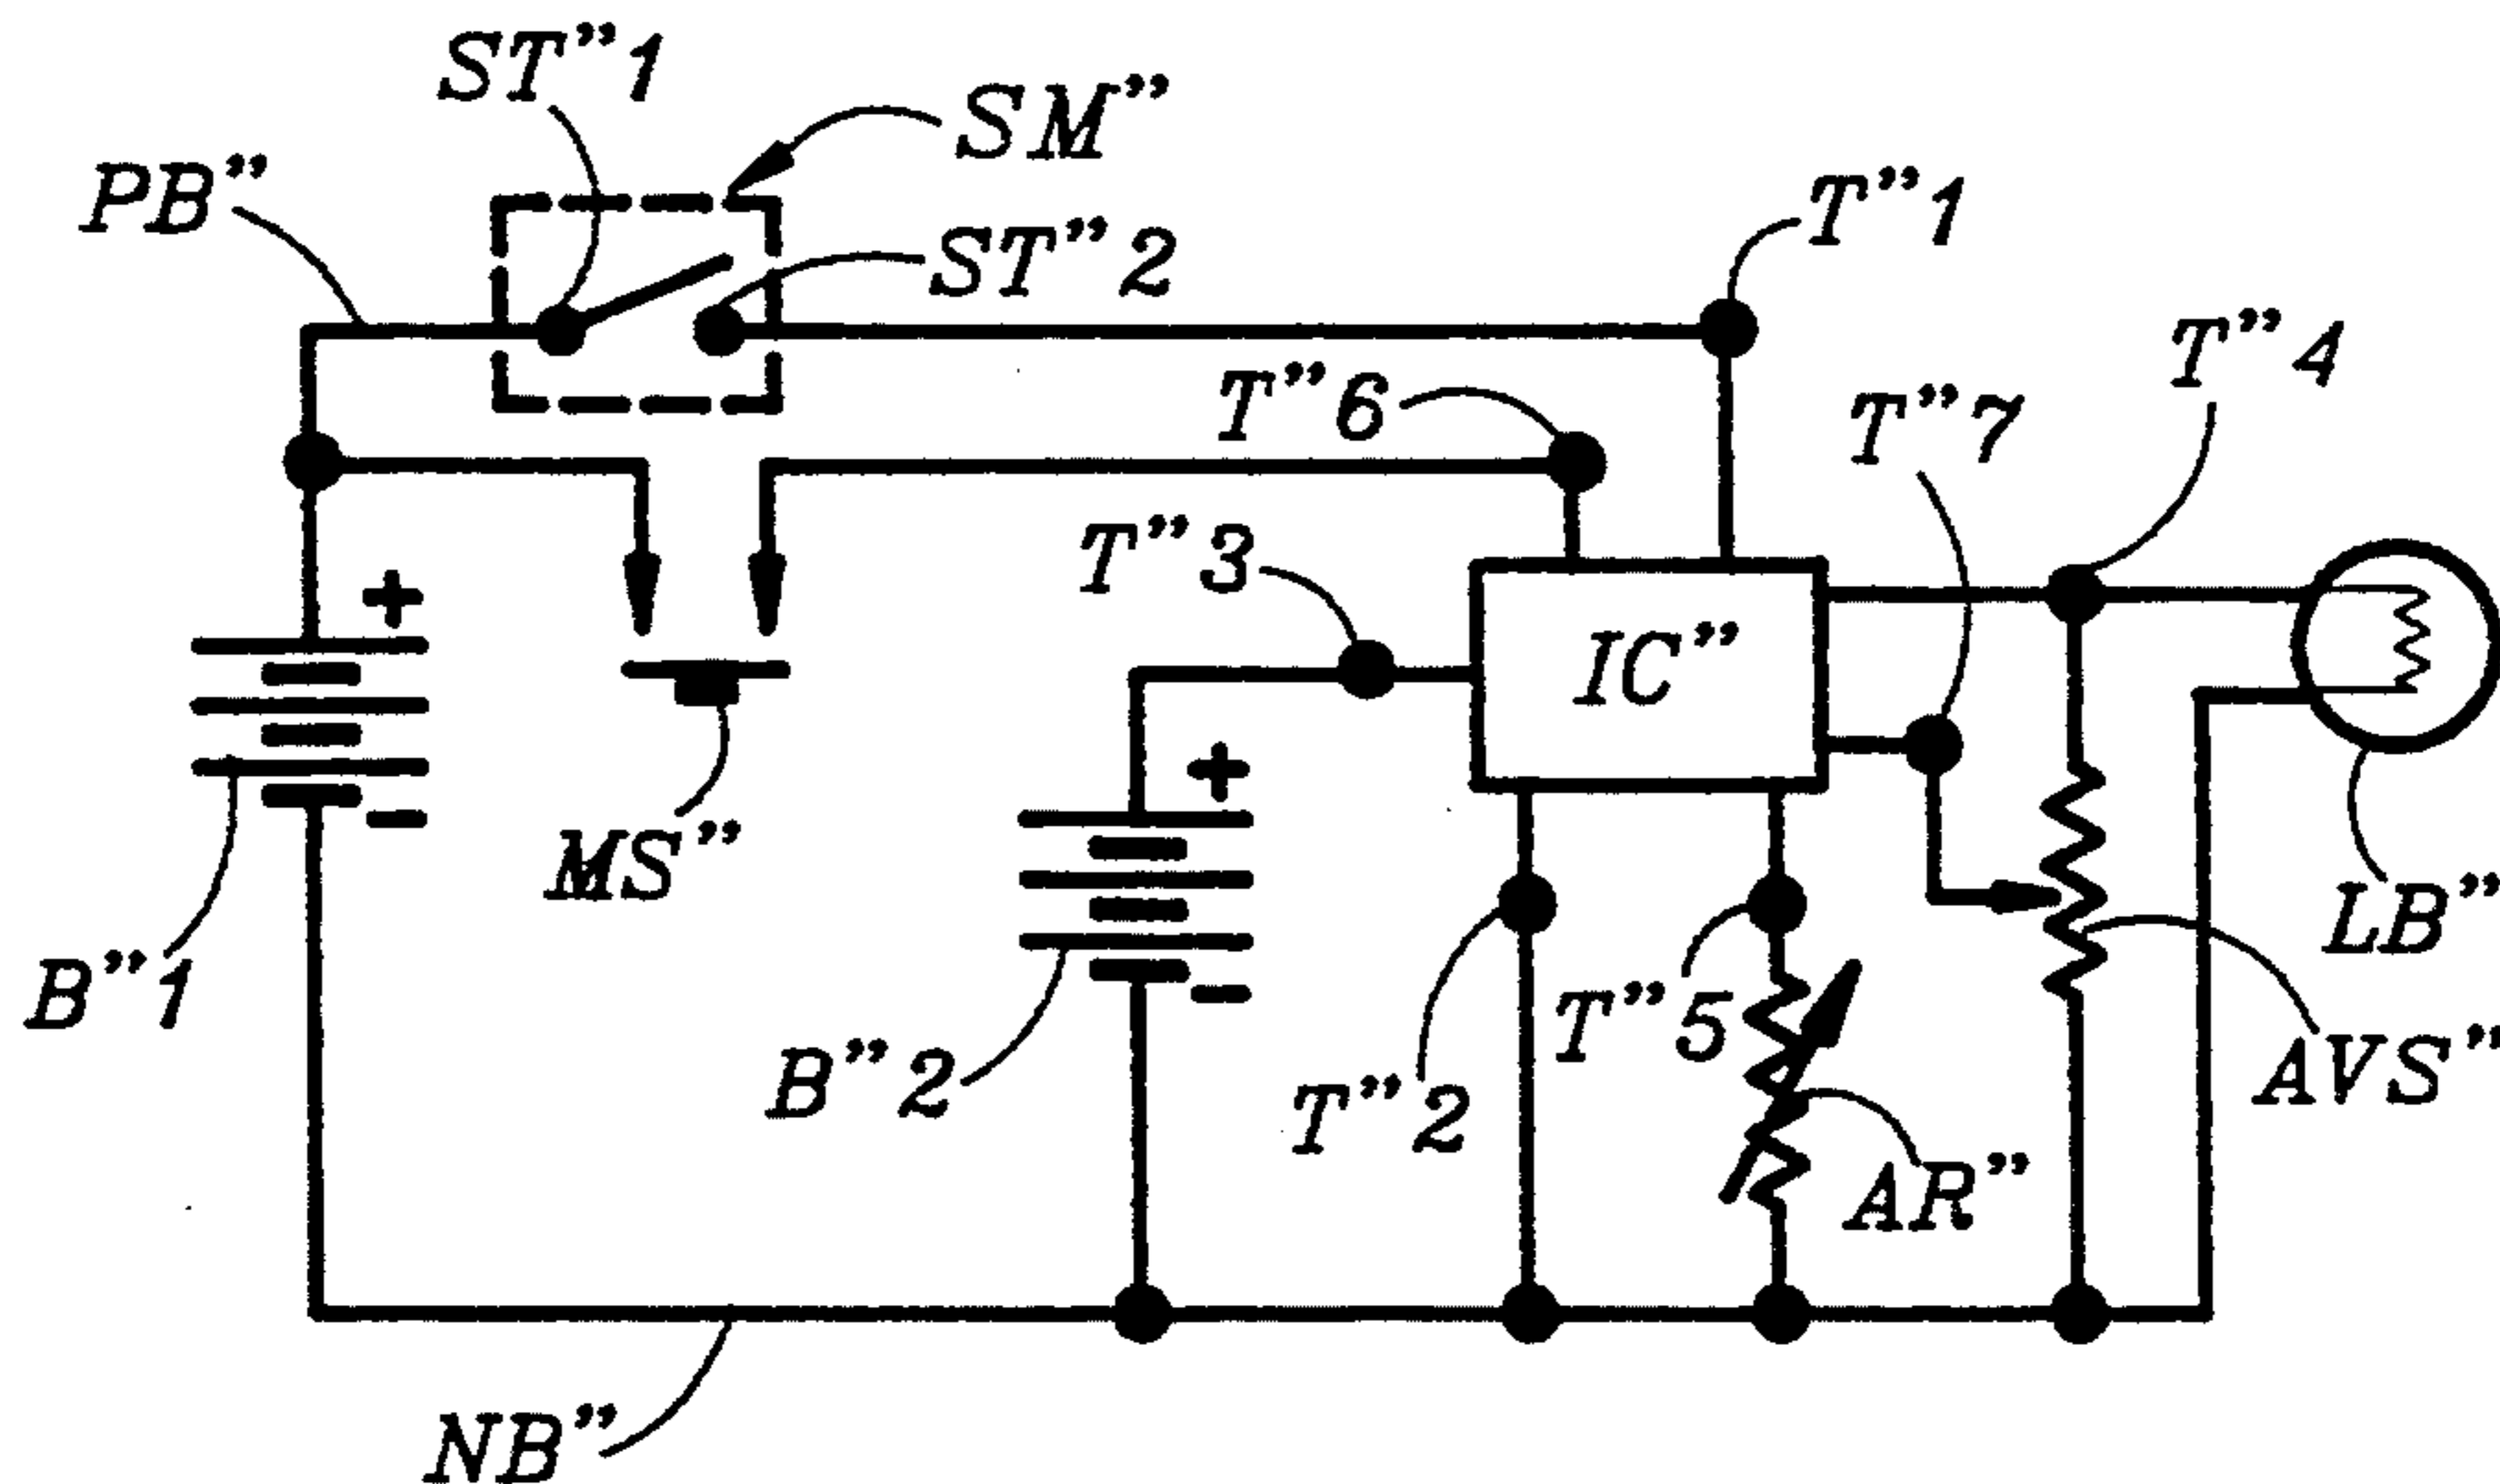 ST”1
SM”
PB”
ST”2
T”1
T”4
T”6
T”7
T”3
+
IC”
+
MS”
-
LB”
B”1
-
T”5
AVS”
B”2
T”2
AR”
NB”